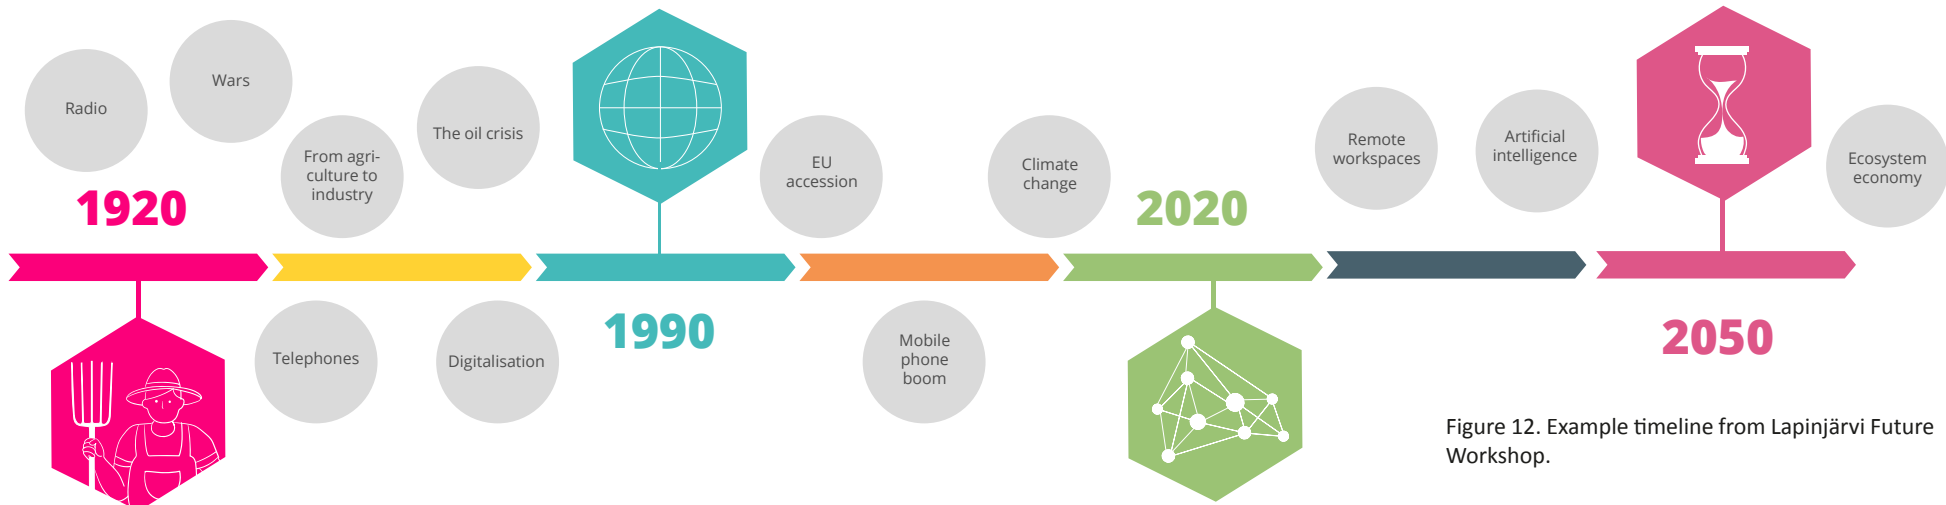 Radio
Wars
From agri-
culture to
industry
The oil crisis
1920
Telephones
Digitalisation
1990
EU
accession
Mobile
phone
boom
Climate
change
2020
Remote
workspaces
Artificial
intelligence
2050
Ecosystem
economy
Figure 12. Example timeline from Lapinjärvi Future
Workshop.